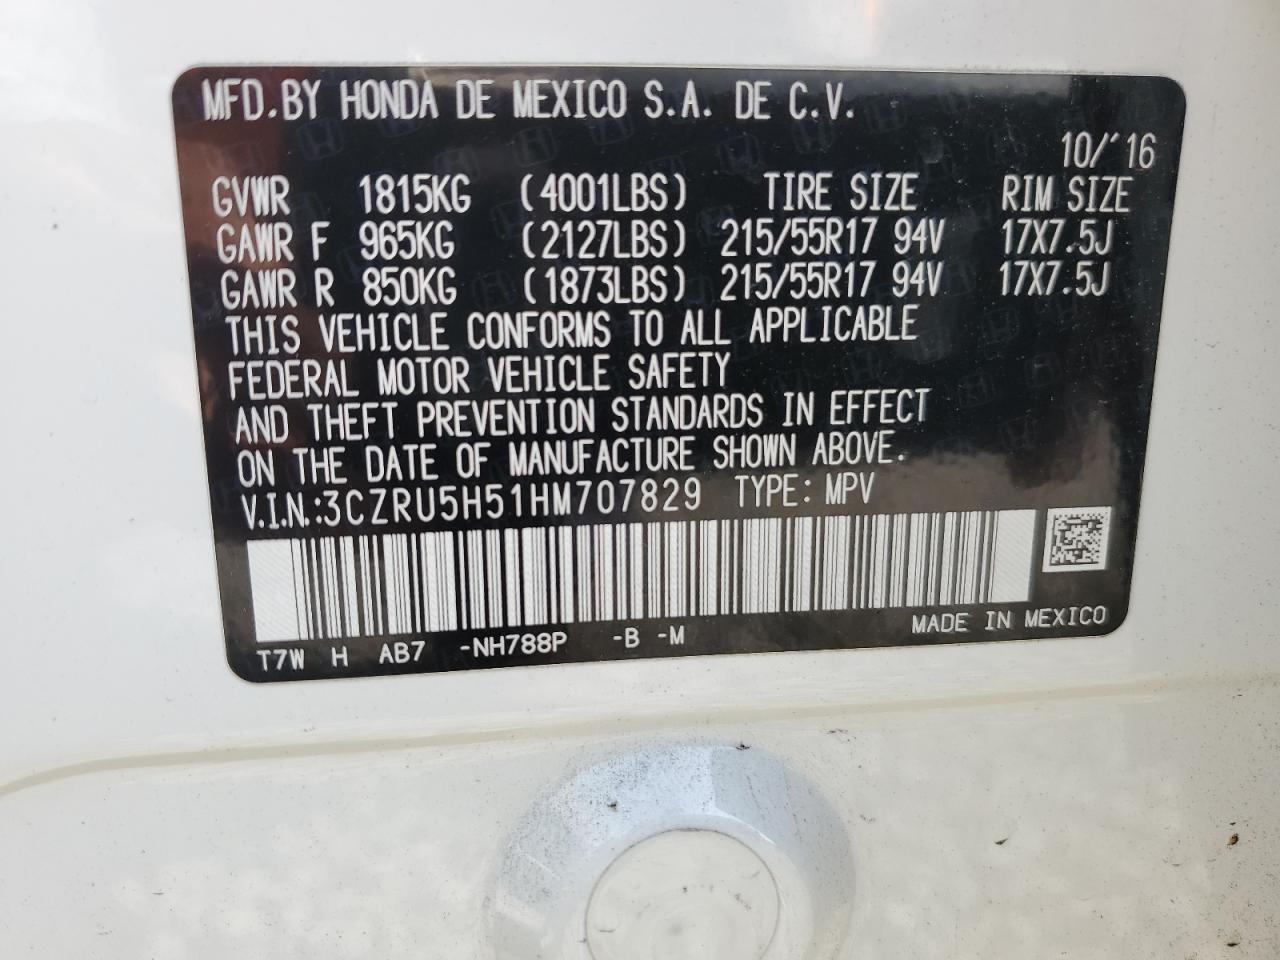 MFD.BY HONDA DE MEXICO S.A. DE C.V.
10/'16
GVWR 1815KG (4001LBS) TIRE SIZE RIM SIZE
GAWR F 965KG (2127LBS) 215/55R17 94V 17X7.5J
GAWR R 850KG (1873LBS) 215/55R17 94V 17X7.5J
THIS VEHICLE CONFORMS TO ALL APPLICABLE
FEDERAL MOTOR VEHICLE SAFETY
AND THEFT PREVENTION STANDARDS IN EFFECT
ON THE DATE OF MANUFACTURE SHOWN ABOVE.
V.I.N.:3CZRU5H51HM707829 TYPE: MPV
T7W H AB7 -NH788P -B -M MADE IN MEXICO